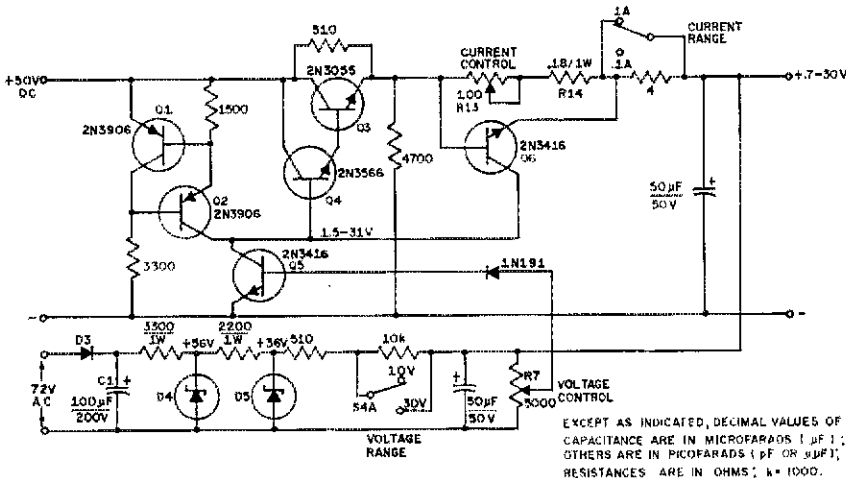 510
.1A
CURRENT RANGE
2N3055
CURRENT CONTROL
.18/1W
.1A
+50V DC
+.7-30V
Q1
100
R13
R14
4
2N3906
1500
Q3
2N3416
Q6
4700
2N3566
Q4
Q2
2N3906
50µF
50V
+
1.5-31V
2N3416
Q5
3300
1N191
-
-
D3
3300
1W
+56V
2200
1W
+36V
510
10k
10V
R7
5000
VOLTAGE CONTROL
72V AC
C1
+
100µF
200V
D4
D5
S4A
30V
+
50µF
50V
VOLTAGE RANGE
EXCEPT AS INDICATED, DECIMAL VALUES OF
CAPACITANCE ARE IN MICROFARADS (µF);
OTHERS ARE IN PICOFARADS (pF OR µµF);
RESISTANCES ARE IN OHMS; k=1000.